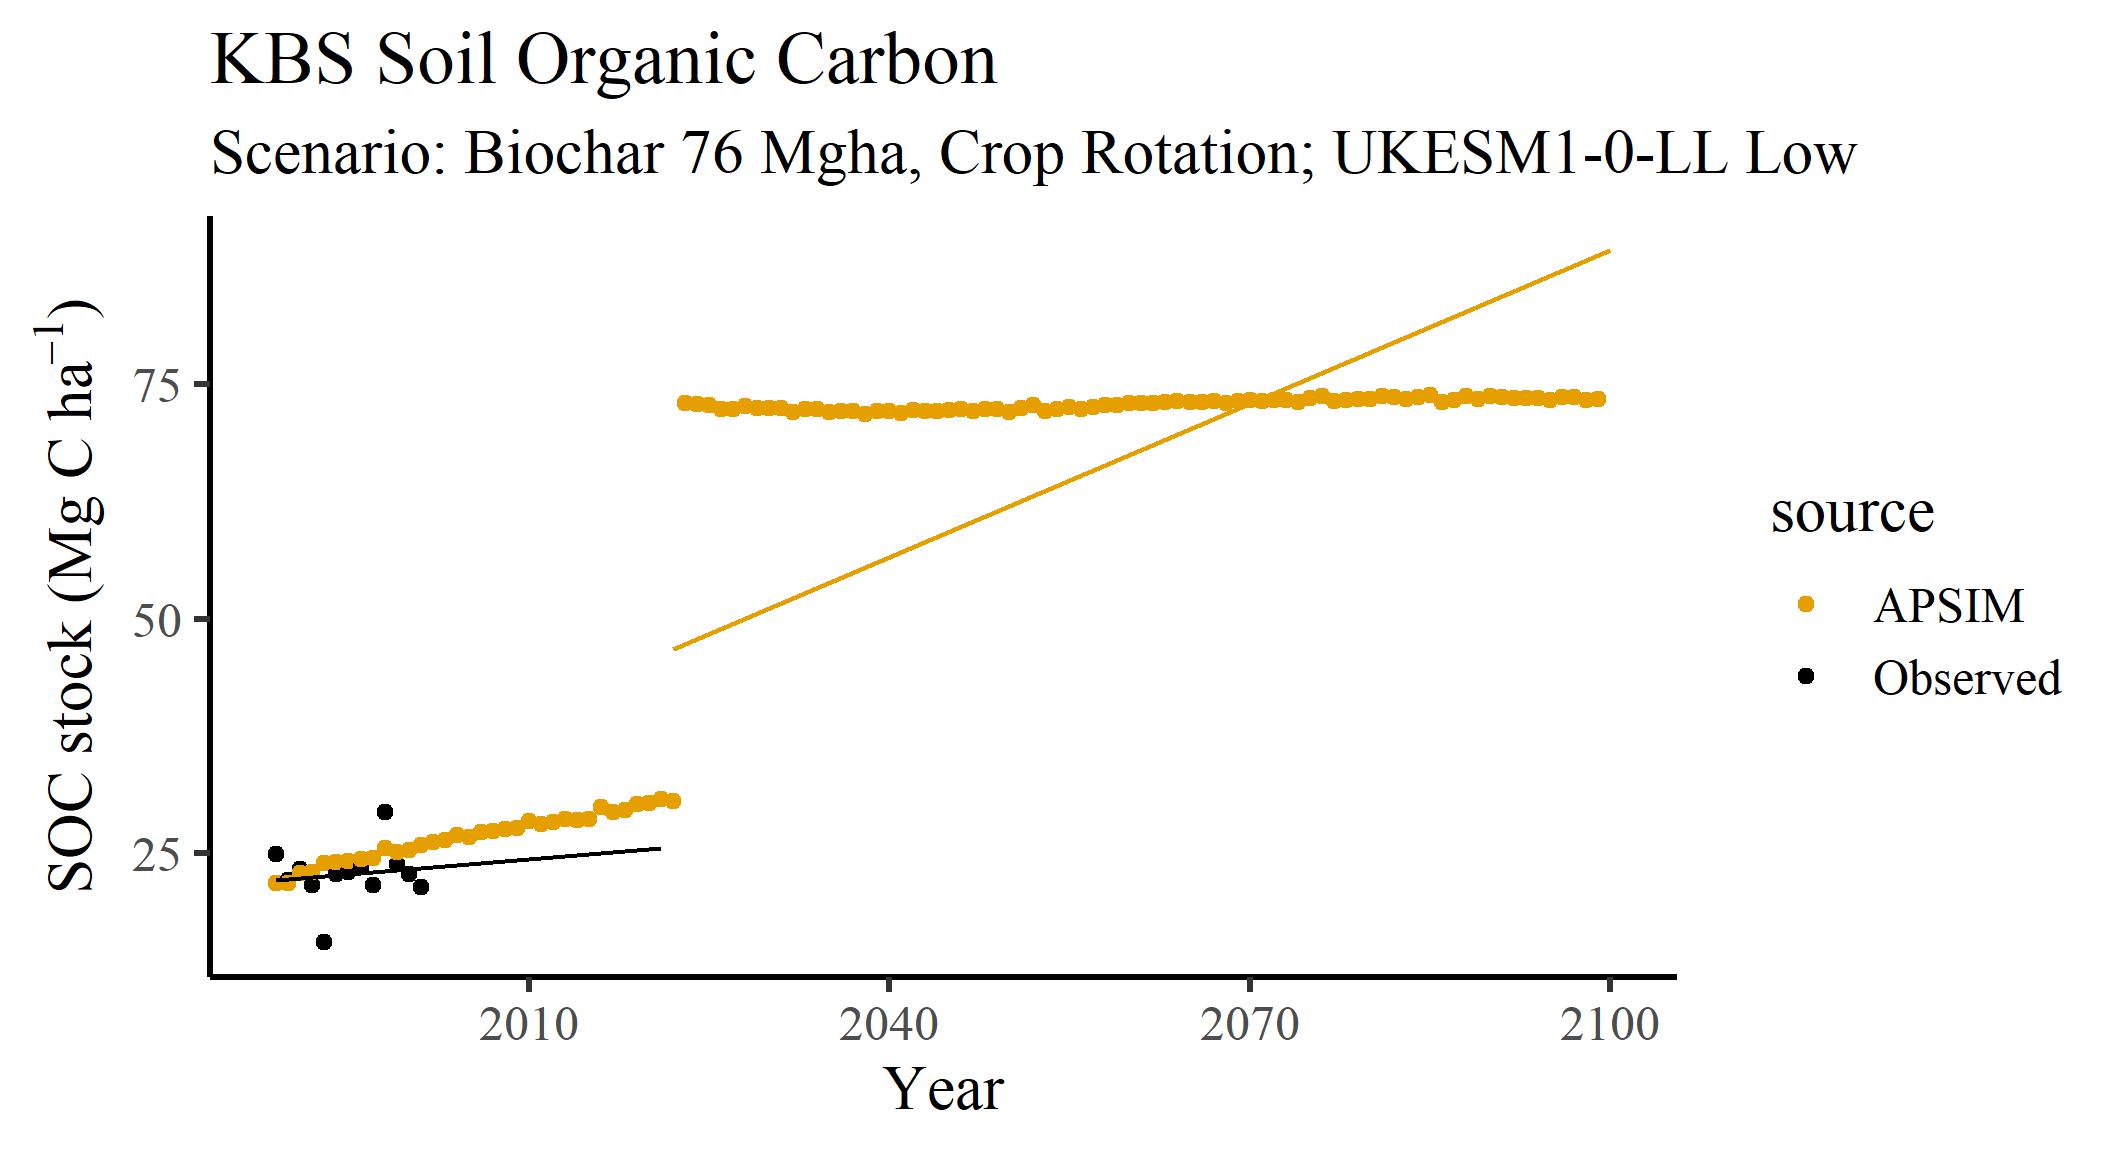 KBS Soil Organic Carbon
Scenario: Biochar 76 Mgha, Crop Rotation; UKESM1-0-LL Low
SOC stock (Mg C ha⁻¹)
75
50
25
2010 2040 2070 2100
Year
source
APSIM
Observed